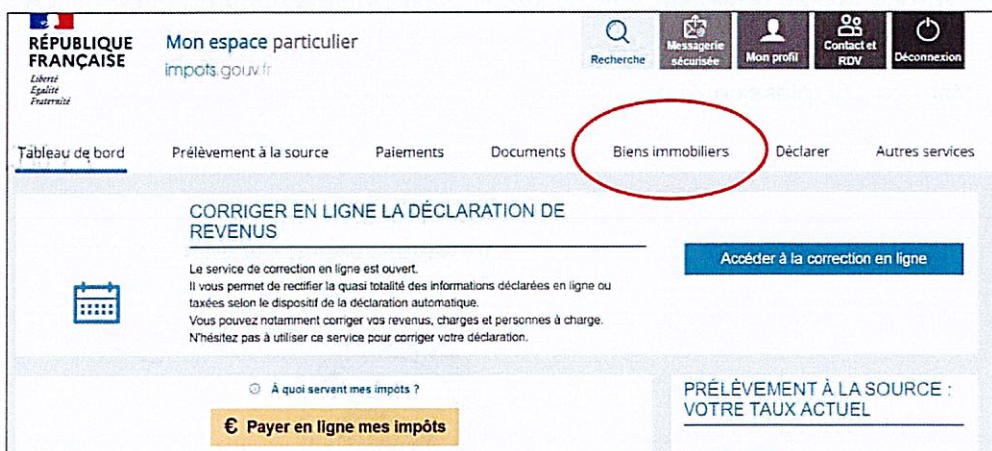 RÉPUBLIQUE
FRANÇAISE
Liberté
Égalité
Fraternité
Mon espace particulier
impots.gouv.fr
Recherche
Messagerie
sécurisée
Mon profil
Contact et
RDV
Déconnexion
Tableau de bord
Prélèvement à la source
Paiements
Documents
Biens immobiliers
Déclarer
Autres services
CORRIGER EN LIGNE LA DÉCLARATION DE
REVENUS
Le service de correction en ligne est ouvert.
Il vous permet de rectifier la quasi totalité des informations déclarées en ligne ou
taxées selon le dispositif de la déclaration automatique.
Vous pouvez notamment corriger vos revenus, charges et personnes à charge.
N'hésitez pas à utiliser ce service pour corriger votre déclaration.
Accéder à la correction en ligne
À quoi servent mes impôts ?
€ Payer en ligne mes impôts
PRÉLÈVEMENT À LA SOURCE :
VOTRE TAUX ACTUEL